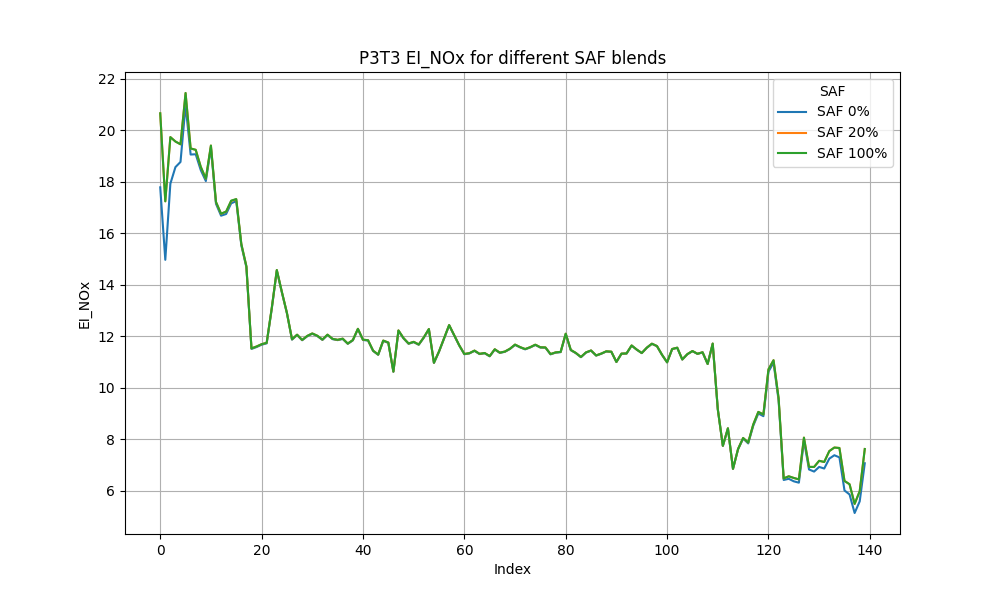 P3T3 EI_NOx for different SAF blends
22
20
18
16
14
12
10
8
6
EI_NOx
SAF
SAF 0%
SAF 20%
SAF 100%
0 20 40 60 80 100 120 140
Index